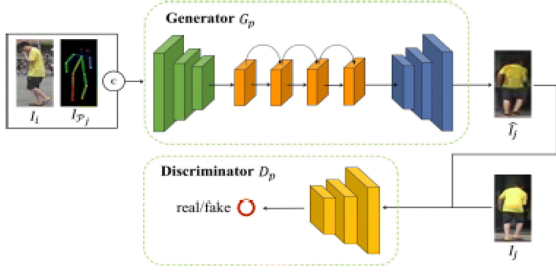 Generator G_p
c
I_i
I_{P_j}
Î_j
Discriminator D_p
real/fake
I_j